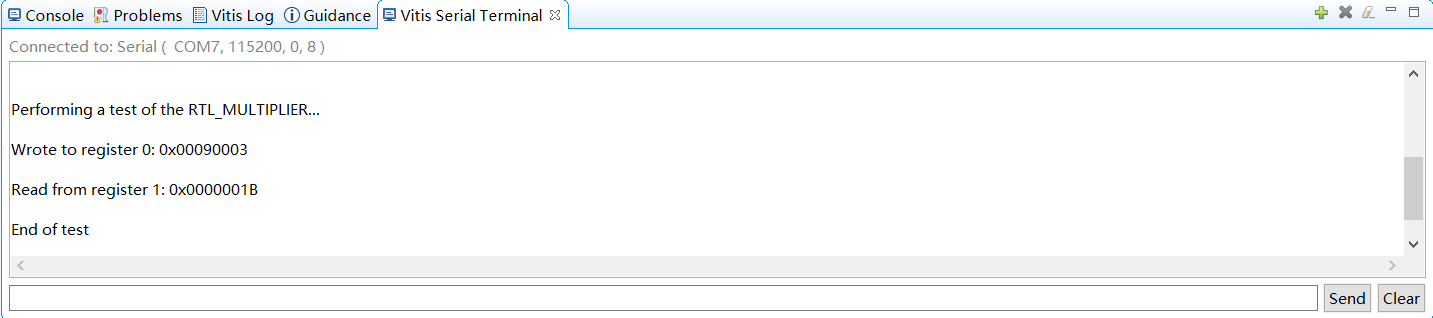 Console Problems Vitis Log Guidance Vitis Serial Terminal
Connected to: Serial ( COM7, 115200, 0, 8 )
Performing a test of the RTL_MULTIPLIER...
Wrote to register 0: 0x00090003
Read from register 1: 0x0000001B
End of test
Send Clear